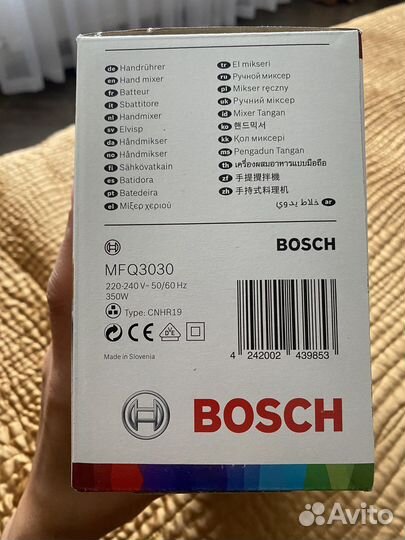 de Handrührer
en Hand mixer
fr Batteur
it Sbattitore
nl Handmixer
sv Elvisp
da Håndmikser
no Håndmikser
fi Sähkövatkain
es Batidora
pt Batedeira
el Μίξερ χεριού
tr El mikseri
ru Ручной миксер
pl Mikser ręczny
uk Ручний міксер
id Mixer Tangan
ko 핸드믹서
kk Қол миксері
ms Pengadun Tangan
th เครื่องผสมอาหารแบบมือถือ
zf 手提攪拌機
zh 手持式料理机
خلاط يدوي ar
BOSCH
MFQ3030
220-240 V~ 50/60 Hz
350W
Type: CNHR19
CE
Made in Slovenia
4 242002 439853
BOSCH
Avito